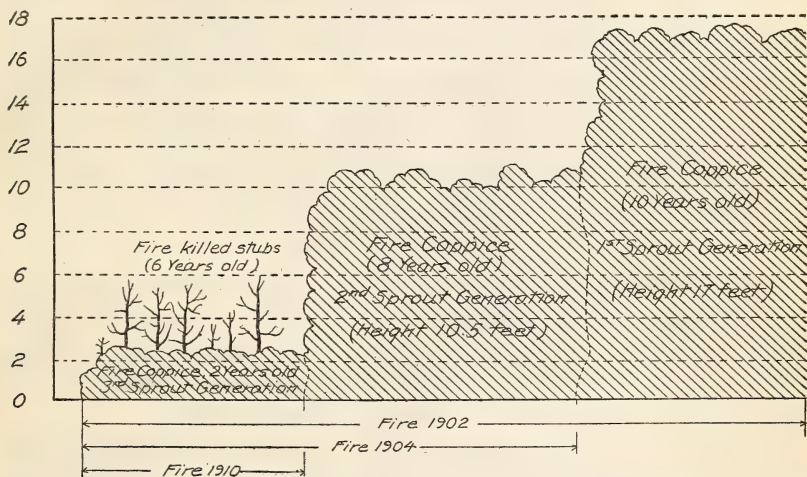 18
16
14
12
10
8
6
4
2
0
Fire killed stubs
(6 Years old)
Fire Coppice, 2 Years old
3rd Sprout Generation
Fire Coppice
(8 Years old)
2nd Sprout Generation
(Height 10.5 feet)
Fire Coppice
(10 Years old)
1st Sprout Generation
(Height 17 feet)
Fire 1902
Fire 1904
Fire 1910